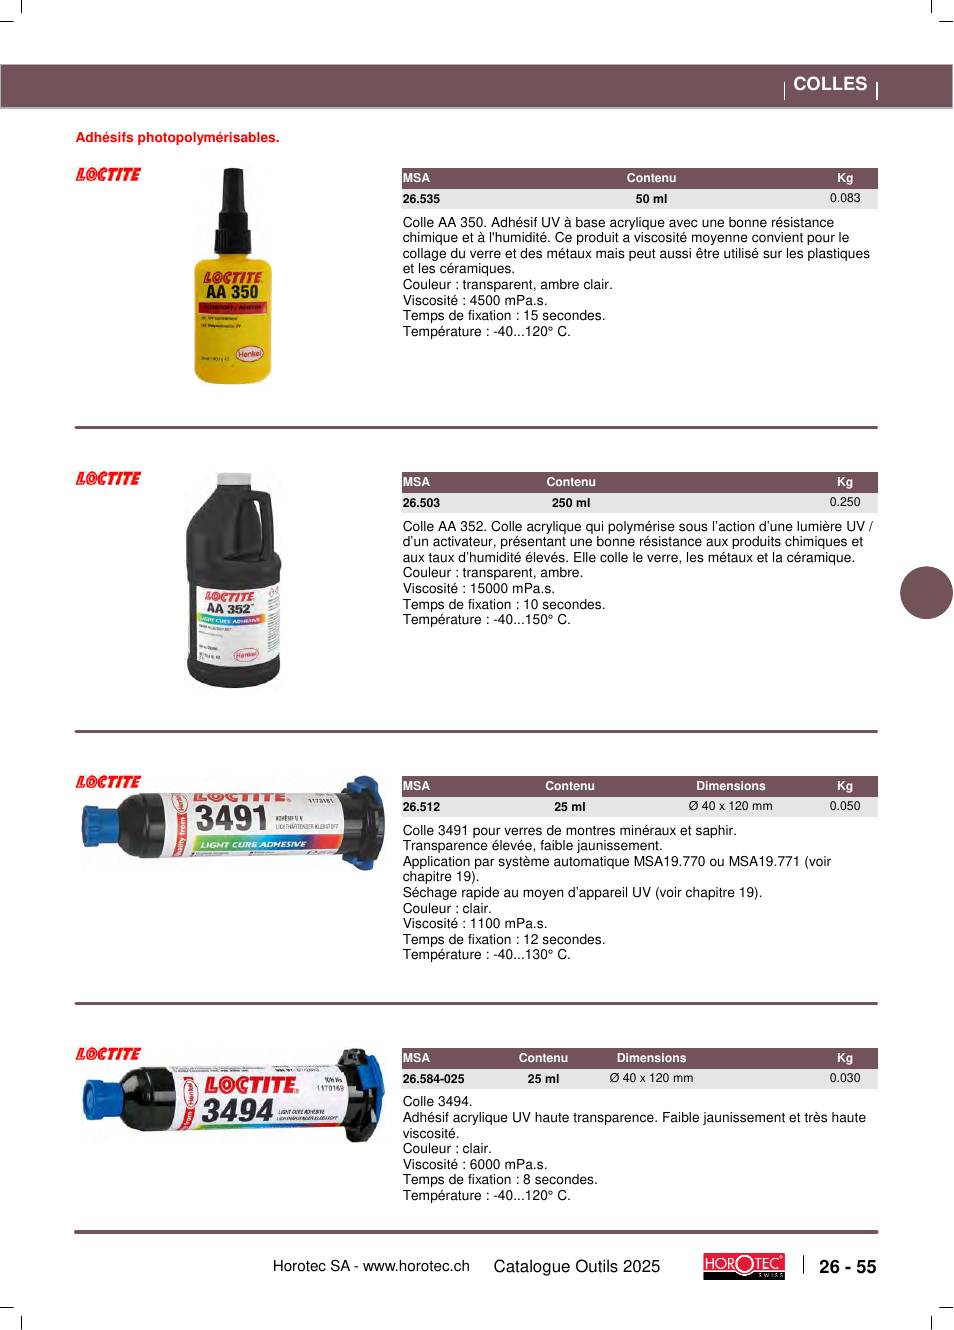 COLLES
Adhésifs photopolymérisables.
LOCTITE
MSA Contenu Kg
26.535 50 ml 0.083
Colle AA 350. Adhésif UV à base acrylique avec une bonne résistance
chimique et à l'humidité. Ce produit a viscosité moyenne convient pour le
collage du verre et des métaux mais peut aussi être utilisé sur les plastiques
et les céramiques.
Couleur : transparent, ambre clair.
Viscosité : 4500 mPa.s.
Temps de fixation : 15 secondes.
Température : -40...120° C.
LOCTITE
AA 350
Henkel
LOCTITE
MSA Contenu Kg
26.503 250 ml 0.250
Colle AA 352. Colle acrylique qui polymérise sous l’action d’une lumière UV /
d’un activateur, présentant une bonne résistance aux produits chimiques et
aux taux d’humidité élevés. Elle colle le verre, les métaux et la céramique.
Couleur : transparent, ambre.
Viscosité : 15000 mPa.s.
Temps de fixation : 10 secondes.
Température : -40...150° C.
LOCTITE
AA 352™
LIGHT CURE ADHESIVE
Henkel
LOCTITE
MSA Contenu Dimensions Kg
26.512 25 ml Ø 40 x 120 mm 0.050
Colle 3491 pour verres de montres minéraux et saphir.
Transparence élevée, faible jaunissement.
Application par système automatique MSA19.770 ou MSA19.771 (voir
chapitre 19).
Séchage rapide au moyen d’appareil UV (voir chapitre 19).
Couleur : clair.
Viscosité : 1100 mPa.s.
Temps de fixation : 12 secondes.
Température : -40...130° C.
LOCTITE®
1173181
3491
ADHÉSIF U.V.
LICHTHÄRTENDER KLEBSTOFF
LIGHT CURE ADHESIVE
LOCTITE
MSA Contenu Dimensions Kg
26.584-025 25 ml Ø 40 x 120 mm 0.030
Colle 3494.
Adhésif acrylique UV haute transparence. Faible jaunissement et très haute
viscosité.
Couleur : clair.
Viscosité : 6000 mPa.s.
Temps de fixation : 8 secondes.
Température : -40...120° C.
LOCTITE®
1170169
3494
LIGHT CURE ADHESIVE
LICHTHÄRTENDER KLEBSTOFF
Horotec SA - www.horotec.ch Catalogue Outils 2025 HOROTEC® SWISS 26 - 55